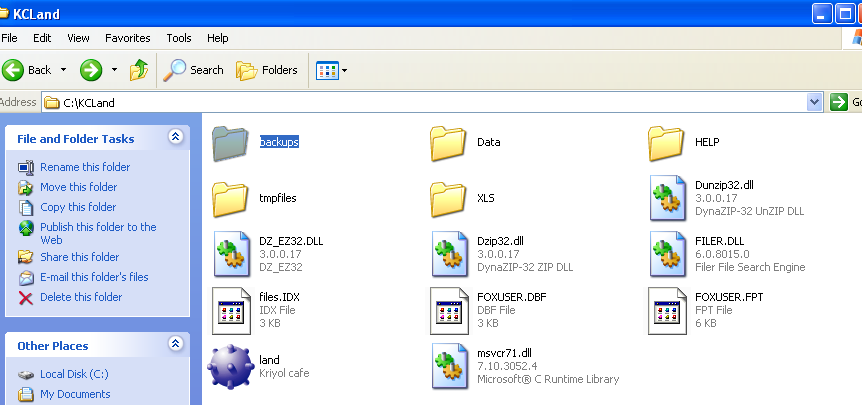 KCLand
File Edit View Favorites Tools Help
Back Search Folders
Address C:\KCLand
File and Folder Tasks
Rename this folder
Move this folder
Copy this folder
Publish this folder to the
Web
Share this folder
E-mail this folder's files
Delete this folder
Other Places
Local Disk (C:)
My Documents
backups
Data
HELP
tmpfiles
XLS
Dunzip32.dll
3.0.0.17
DynaZIP-32 UnZIP DLL
DZ_EZ32.DLL
3.0.0.17
DZ_EZ32
Dzip32.dll
3.0.0.17
DynaZIP-32 ZIP DLL
FILER.DLL
6.0.8015.0
Filer File Search Engine
files.IDX
IDX File
3 KB
FOXUSER.DBF
DBF File
3 KB
FOXUSER.FPT
FPT File
6 KB
land
Kriyol cafe
msvcr71.dll
7.10.3052.4
Microsoft® C Runtime Library